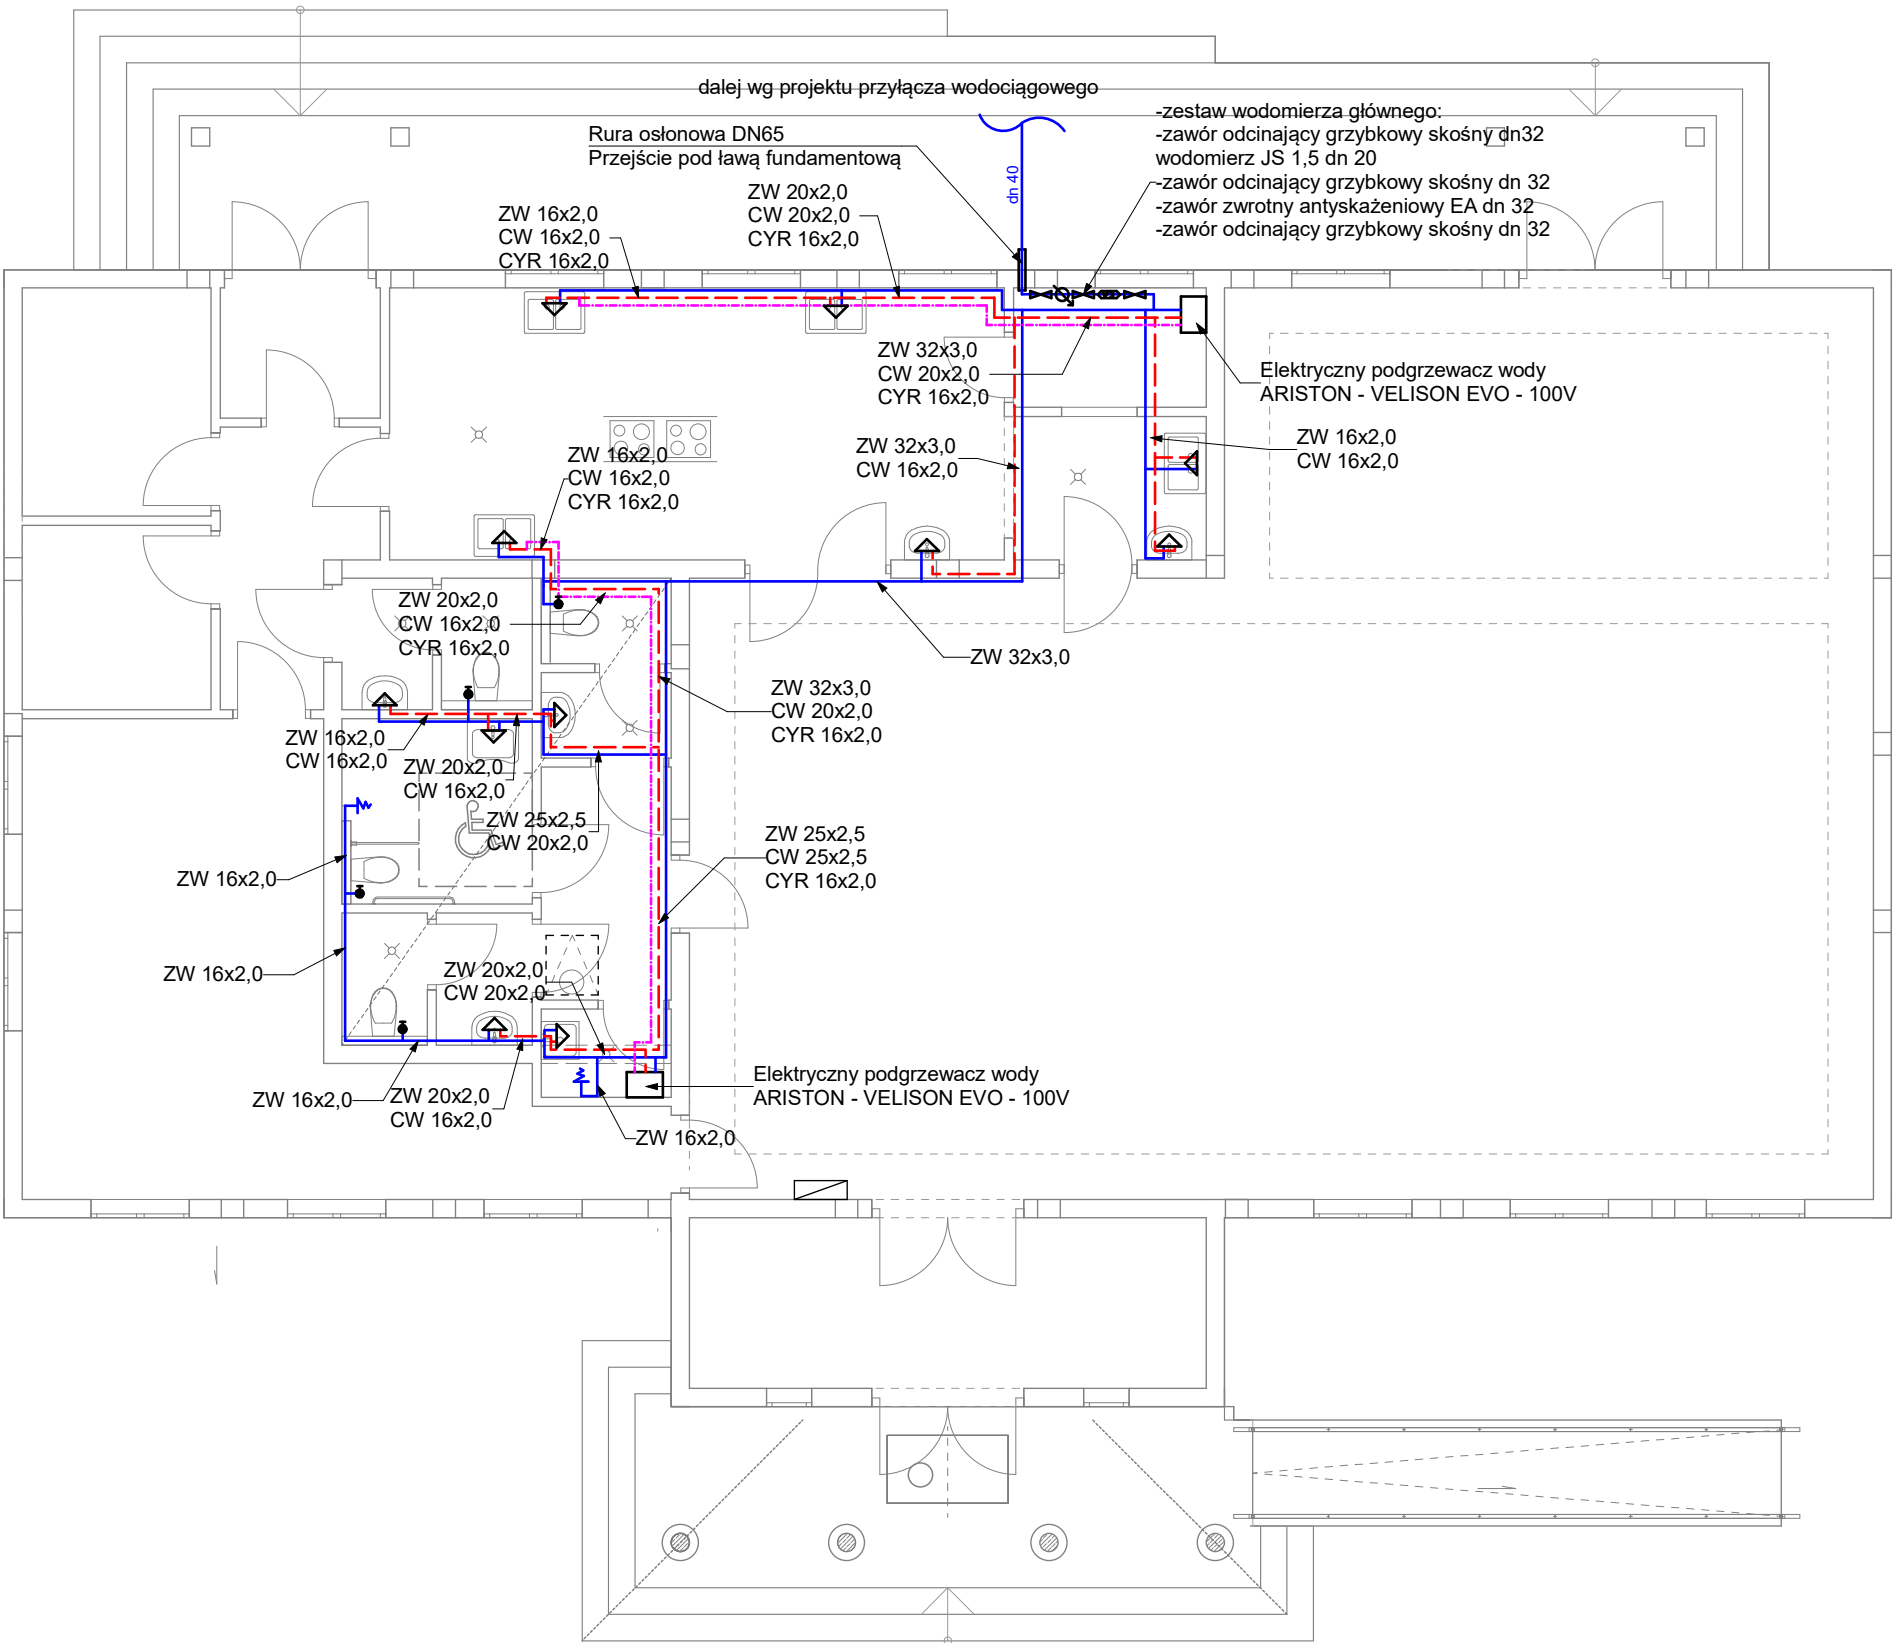 dalej wg projektu przyłącza wodociągowego
-zestaw wodomierza głównego:
-zawór odcinający grzybkowy skośny dn32
wodomierz JS 1,5 dn 20
-zawór odcinający grzybkowy skośny dn 32
-zawór zwrotny antyskażeniowy EA dn 32
-zawór odcinający grzybkowy skośny dn 32
Rura osłonowa DN65
Przejście pod ławą fundamentową
dn 40
ZW 20x2,0
CW 20x2,0
CYR 16x2,0
ZW 16x2,0
CW 16x2,0
CYR 16x2,0
ZW 32x3,0
CW 20x2,0
CYR 16x2,0
Elektryczny podgrzewacz wody
ARISTON - VELISON EVO - 100V
ZW 32x3,0
CW 16x2,0
ZW 16x2,0
CW 16x2,0
ZW 16x2,0
CW 16x2,0
CYR 16x2,0
ZW 20x2,0
CW 16x2,0
CYR 16x2,0
ZW 32x3,0
ZW 32x3,0
CW 20x2,0
CYR 16x2,0
ZW 16x2,0
CW 16x2,0
ZW 20x2,0
CW 16x2,0
ZW 25x2,5
CW 20x2,0
ZW 25x2,5
CW 25x2,5
CYR 16x2,0
ZW 16x2,0
ZW 16x2,0
ZW 20x2,0
CW 20x2,0
Elektryczny podgrzewacz wody
ARISTON - VELISON EVO - 100V
ZW 16x2,0
ZW 20x2,0
CW 16x2,0
ZW 16x2,0